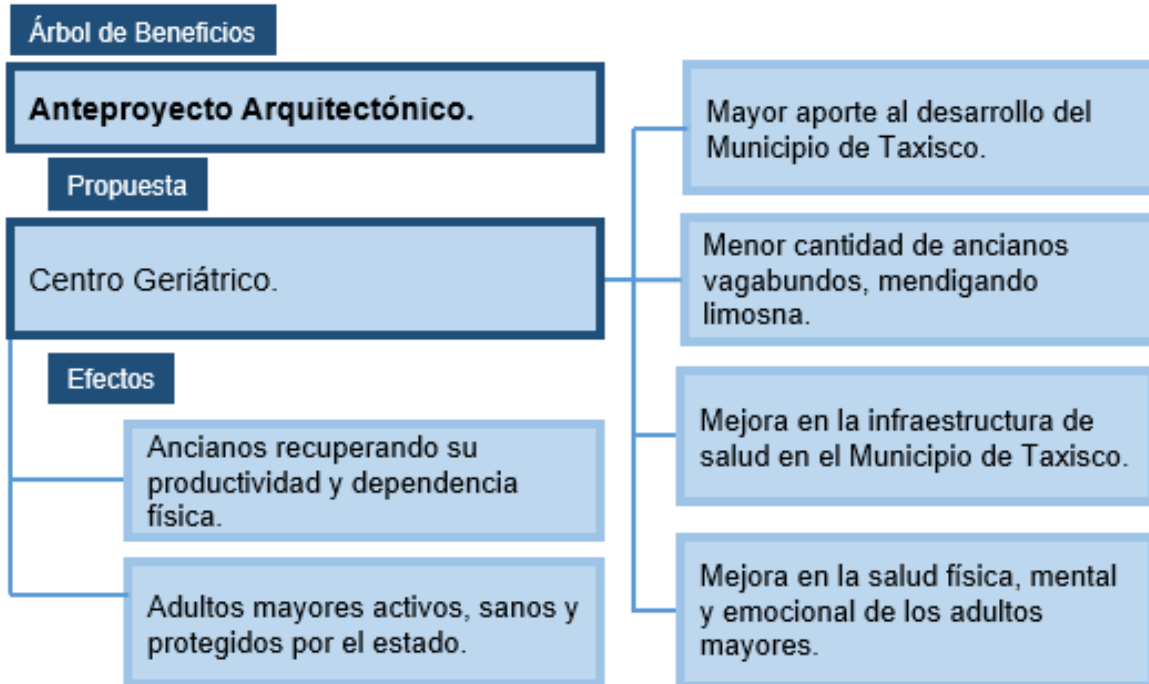 Árbol de Beneficios
Anteproyecto Arquitectónico.
Propuesta
Centro Geriátrico.
Efectos
Ancianos recuperando su
productividad y dependencia
física.
Adultos mayores activos, sanos y
protegidos por el estado.
Mayor aporte al desarrollo del
Municipio de Taxisco.
Menor cantidad de ancianos
vagabundos, mendigando
limosna.
Mejora en la infraestructura de
salud en el Municipio de Taxisco.
Mejora en la salud física, mental
y emocional de los adultos
mayores.